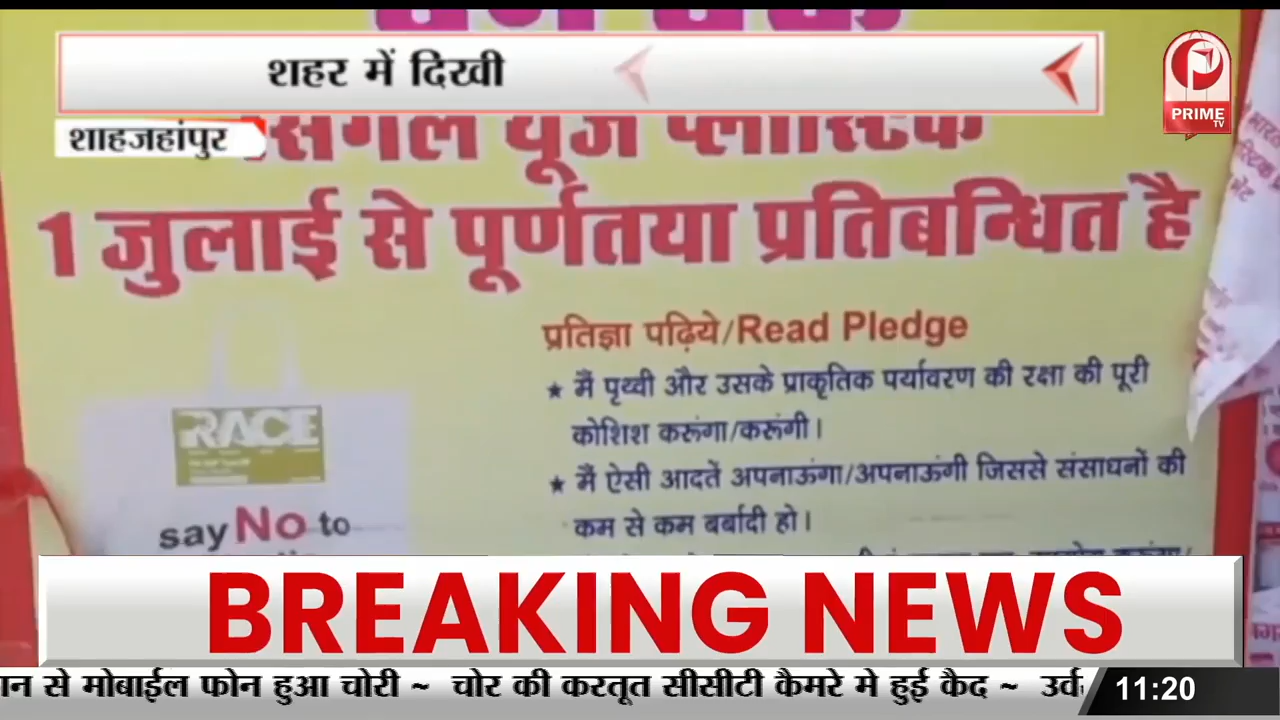 शहर में दिखी
PRIME
TV
शाहजहांपुर
सिंगल यूज प्लास्टिक
1 जुलाई से पूर्णतया प्रतिबन्धित है
प्रतिज्ञा पढ़िये/Read Pledge
★ मैं पृथ्वी और उसके प्राकृतिक पर्यावरण की रक्षा की पूरी
कोशिश करूंगा/करूंगी।
★ मैं ऐसी आदतें अपनाऊंगा/अपनाऊंगी जिससे संसाधनों की
कम से कम बर्बादी हो।
RACE
say No to
BREAKING NEWS
न से मोबाईल फोन हुआ चोरी ~ चोर की करतूत सीसीटी कैमरे मे हुई कैद ~
11:20